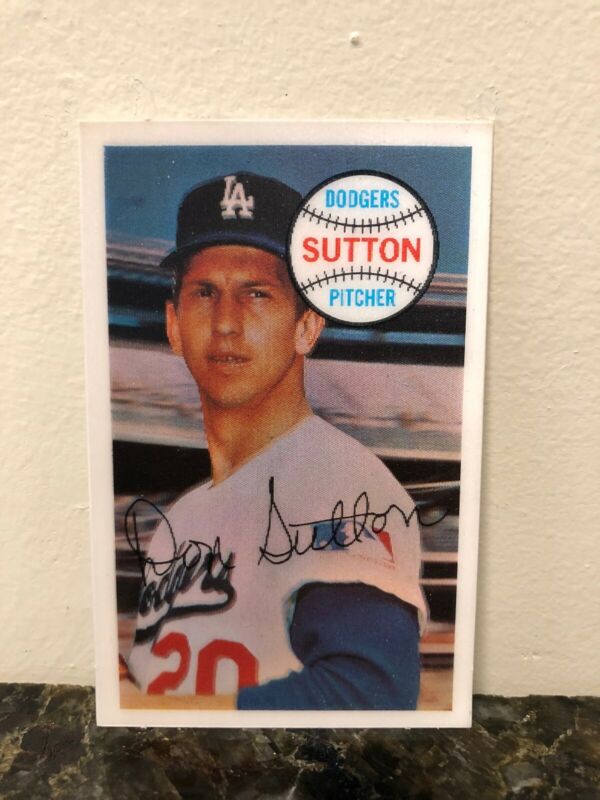 LA
DODGERS
SUTTON
PITCHER
Don Sutton
Dodgers
20